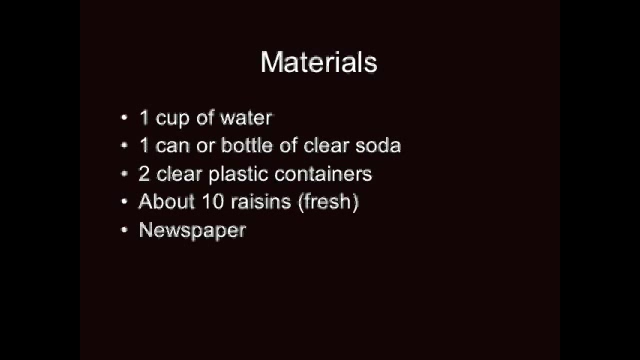 Materials
• 1 cup of water
• 1 can or bottle of clear soda
• 2 clear plastic containers
• About 10 raisins (fresh)
• Newspaper